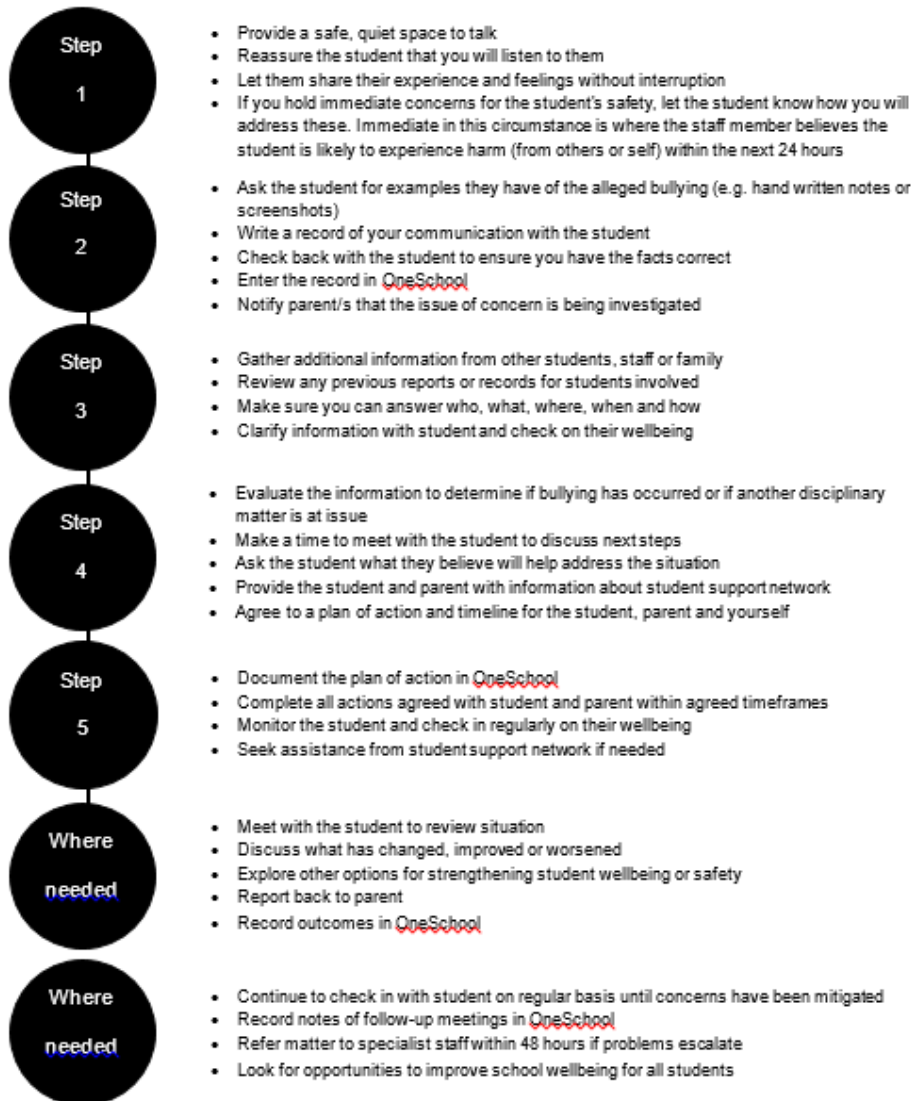 Step
1
• Provide a safe, quiet space to talk
• Reassure the student that you will listen to them
• Let them share their experience and feelings without interruption
• If you hold immediate concerns for the student's safety, let the student know how you will
address these. Immediate in this circumstance is where the staff member believes the
student is likely to experience harm (from others or self) within the next 24 hours
Step
2
• Ask the student for examples they have of the alleged bullying (e.g. hand written notes or
screenshots)
• Write a record of your communication with the student
• Check back with the student to ensure you have the facts correct
• Enter the record in OneSchool
• Notify parent/s that the issue of concern is being investigated
Step
3
• Gather additional information from other students, staff or family
• Review any previous reports or records for students involved
• Make sure you can answer who, what, where, when and how
• Clarify information with student and check on their wellbeing
Step
4
• Evaluate the information to determine if bullying has occurred or if another disciplinary
matter is at issue
• Make a time to meet with the student to discuss next steps
• Ask the student what they believe will help address the situation
• Provide the student and parent with information about student support network
• Agree to a plan of action and timeline for the student, parent and yourself
Step
5
• Document the plan of action in OneSchool
• Complete all actions agreed with student and parent within agreed timeframes
• Monitor the student and check in regularly on their wellbeing
• Seek assistance from student support network if needed
Where
needed
• Meet with the student to review situation
• Discuss what has changed, improved or worsened
• Explore other options for strengthening student wellbeing or safety
• Report back to parent
• Record outcomes in OneSchool
Where
needed
• Continue to check in with student on regular basis until concerns have been mitigated
• Record notes of follow-up meetings in OneSchool
• Refer matter to specialist staff within 48 hours if problems escalate
• Look for opportunities to improve school wellbeing for all students